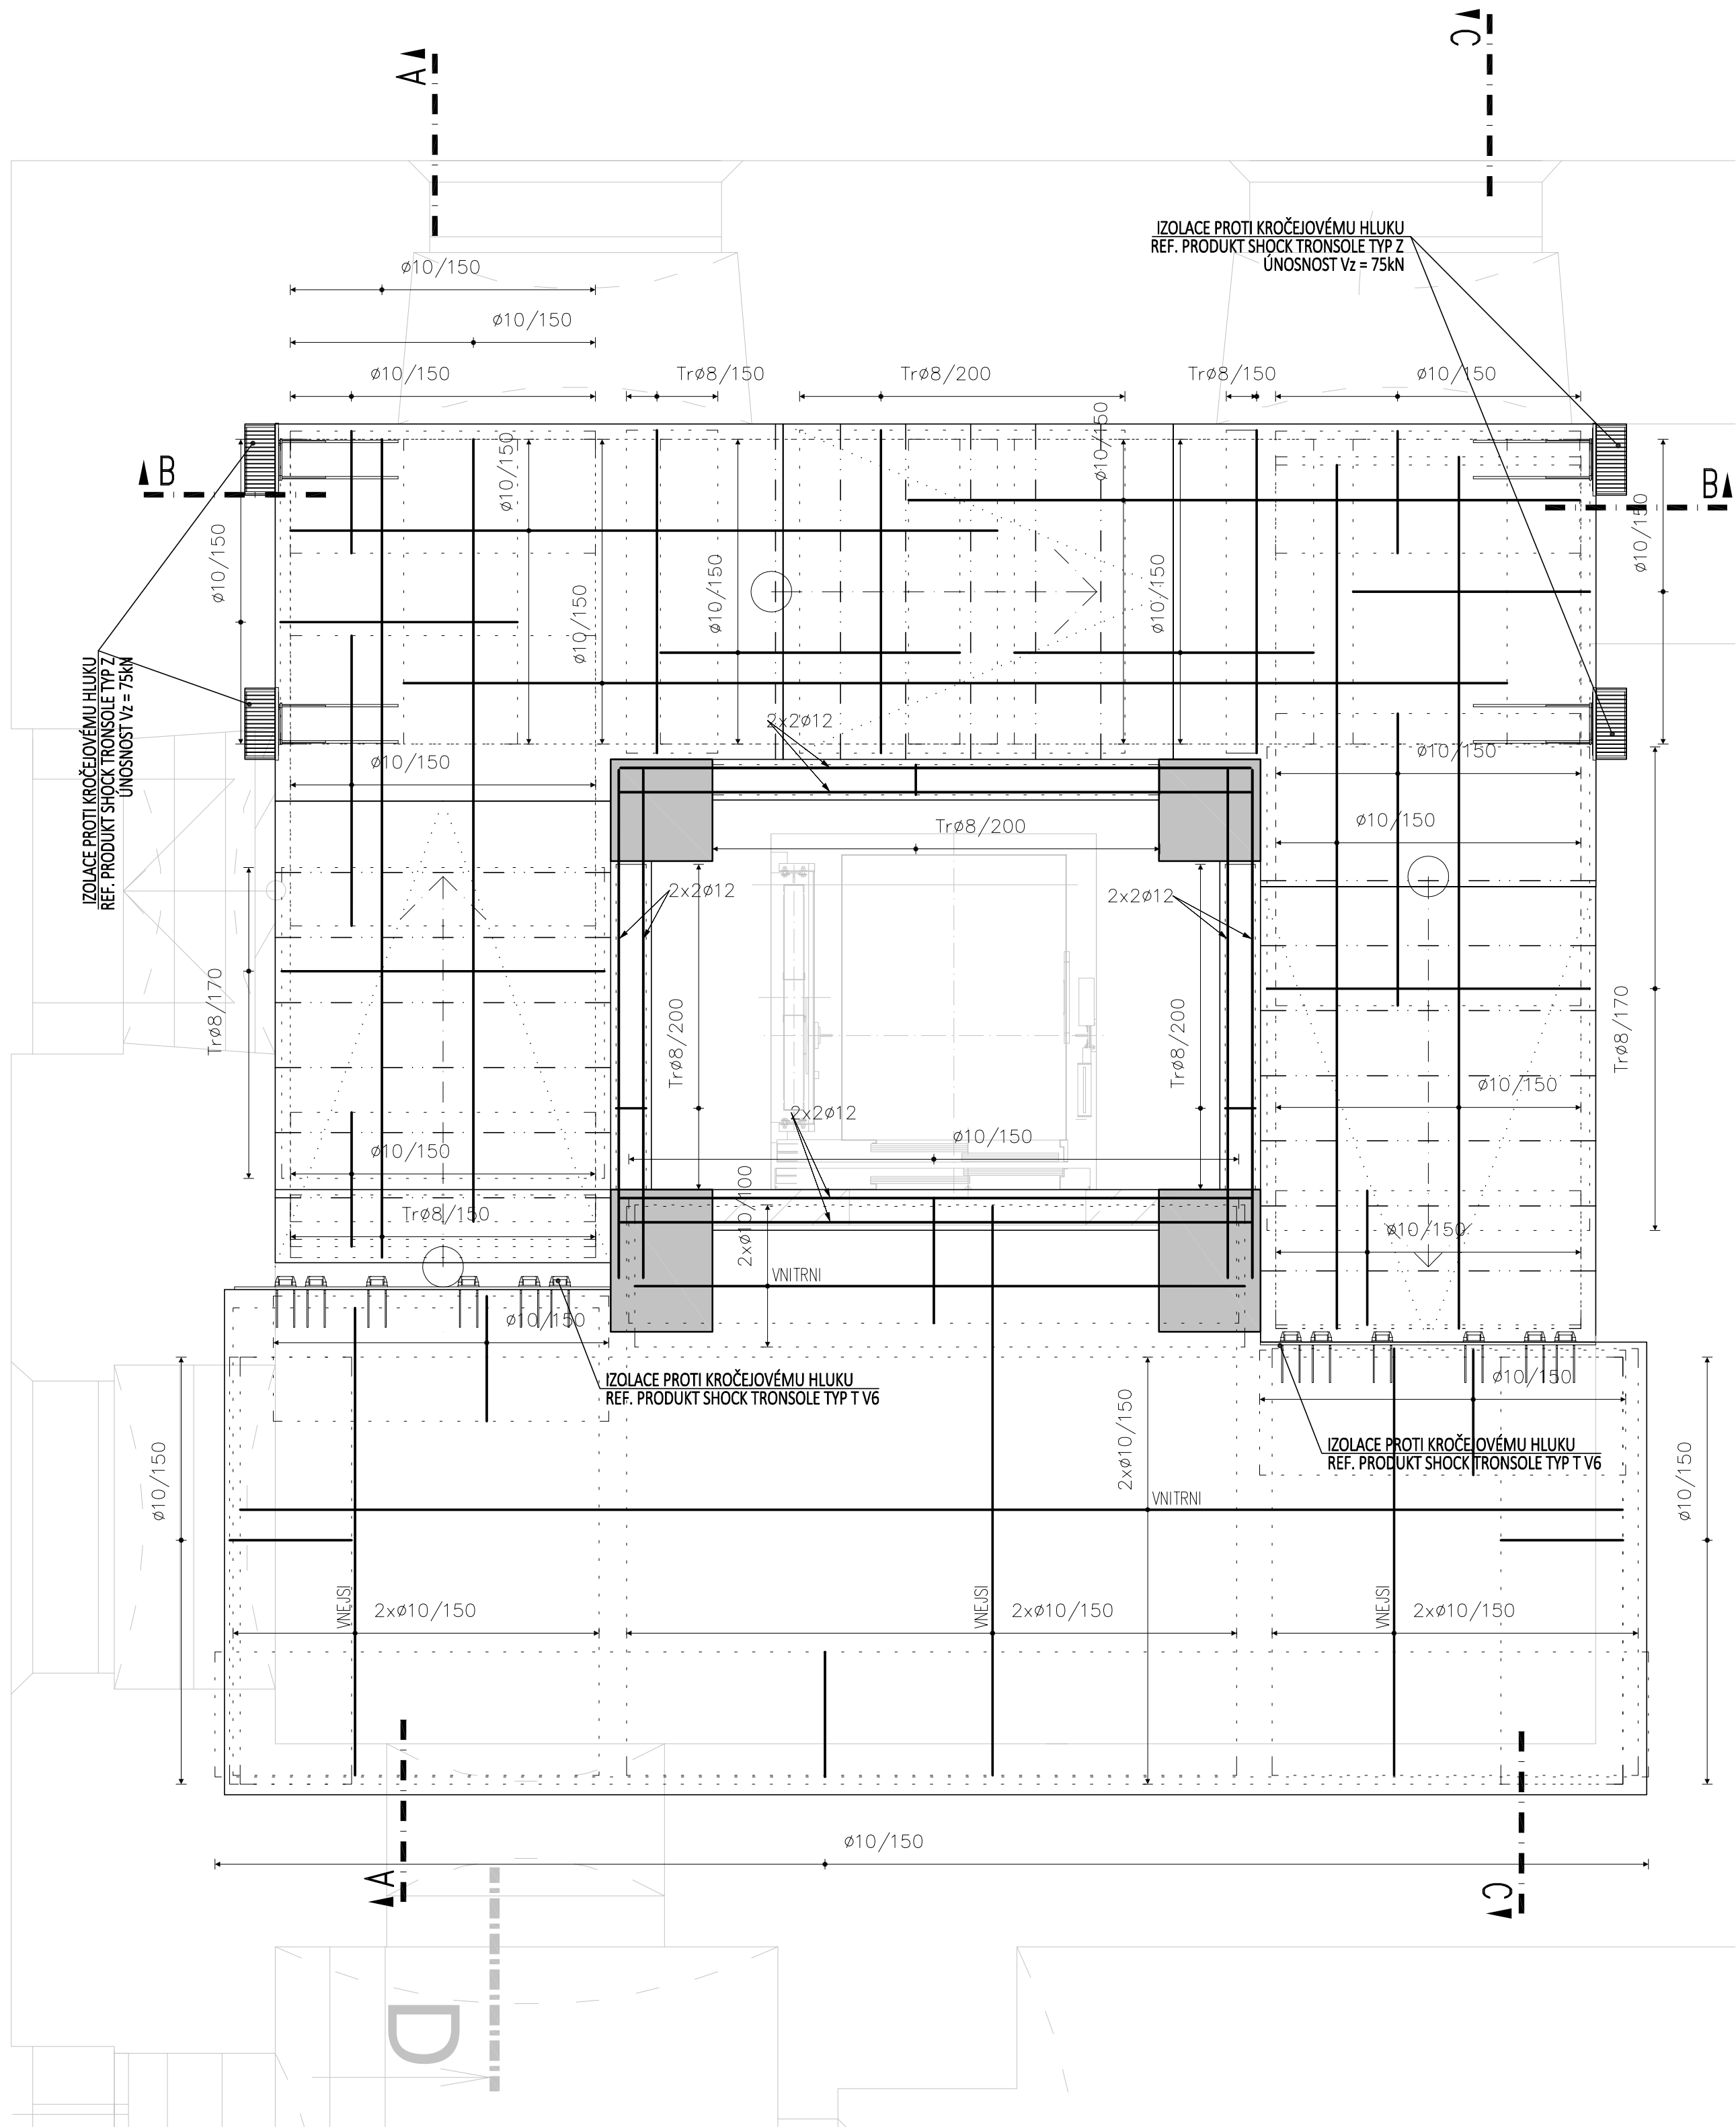 A
C
IZOLACE PROTI KROČEJOVÉMU HLUKU
REF. PRODUKT SHOCK TRONSOLE TYP Z
ÚNOSNOST Vz = 75kN
ø10/150
ø10/150
ø10/150
Trø8/150
Trø8/200
Trø8/150
ø10/150
B
B
ø10/150
ø10/150
ø10/150
ø10/150
ø10/150
ø10/150
ø10/150
ø10/150
IZOLACE PROTI KROČEJOVÉMU HLUKU
REF. PRODUKT SHOCK TRONSOLE TYP Z
ÚNOSNOST Vz = 75kN
2x2ø12
ø10/150
ø10/150
Trø8/200
ø10/150
2x2ø12
2x2ø12
Trø8/170
Trø8/200
Trø8/200
Trø8/170
ø10/150
2x2ø12
ø10/150
ø10/150
2xø10/100
Trø8/150
ø10/150
VNITRNI
ø10/150
IZOLACE PROTI KROČEJOVÉMU HLUKU
REF. PRODUKT SHOCK TRONSOLE TYP T V6
ø10/150
2xø10/150
IZOLACE PROTI KROČEJOVÉMU HLUKU
REF. PRODUKT SHOCK TRONSOLE TYP T V6
ø10/150
ø10/150
VNITRNI
VNEJSI
2xø10/150
VNEJSI
2xø10/150
VNEJSI
2xø10/150
ø10/150
A
C
D